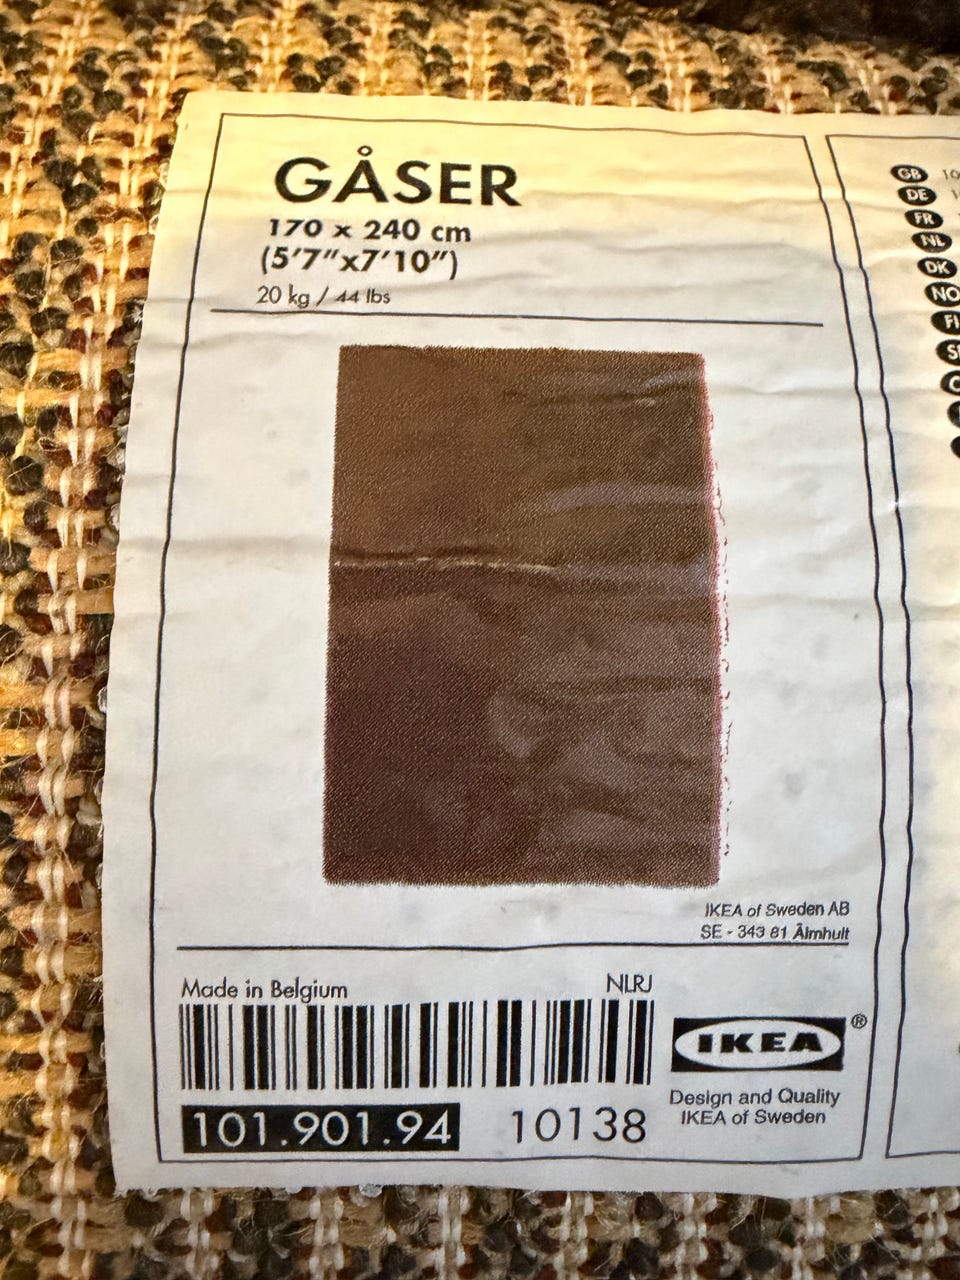 GÅSER
170 x 240 cm
(5'7"x7'10")
20 kg / 44 lbs
IKEA of Sweden AB
SE - 343 81 Älmhult
Made in Belgium NLRJ
101.901.94 10138
IKEA ®
Design and Quality
IKEA of Sweden
GB 10
DE
FR
NL
DK
NO
FI